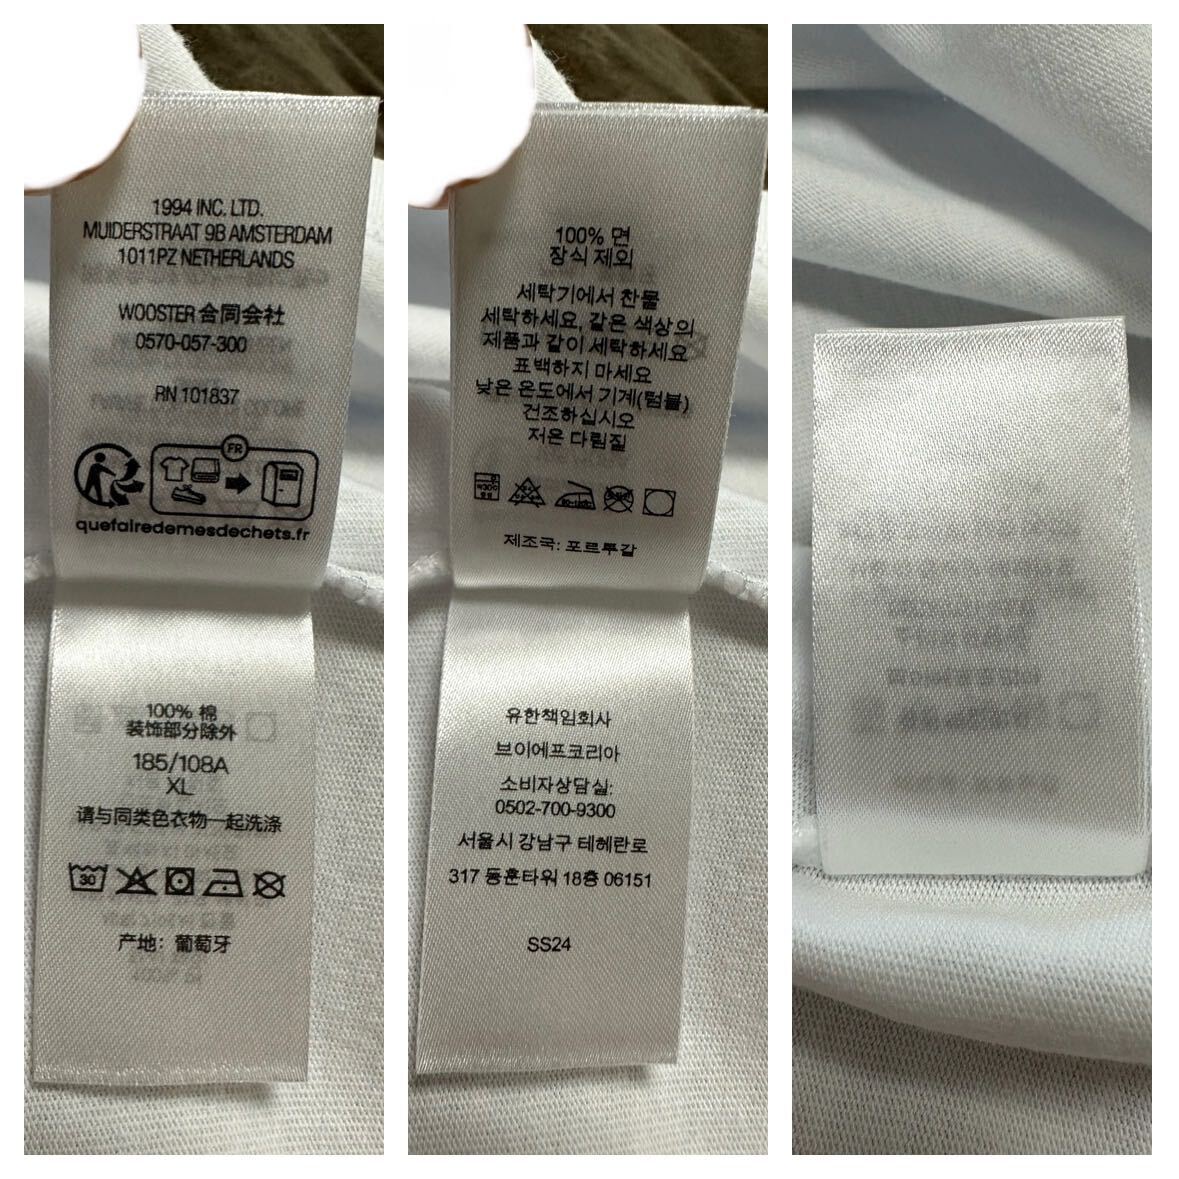 1994 INC. LTD.
MUIDERSTRAAT 9B AMSTERDAM
1011PZ NETHERLANDS
WOOSTER 合同会社
0570-057-300
RN 101837
FR
quefairedemesdechets.fr
100% 棉
装饰部分除外
185/108A
XL
请与同类色衣物一起洗涤
30
产地：葡萄牙
100% 면
장식 제외
세탁기에서 찬물
세탁하세요, 같은 색상의
제품과 같이 세탁하세요
표백하지 마세요
낮은 온도에서 기계(텀블)
건조하십시오
저온 다림질
제조국: 포르투갈
유한책임회사
브이에프코리아
소비자상담실:
0502-700-9300
서울시 강남구 테헤란로
317 동훈타워 18층 06151
SS24